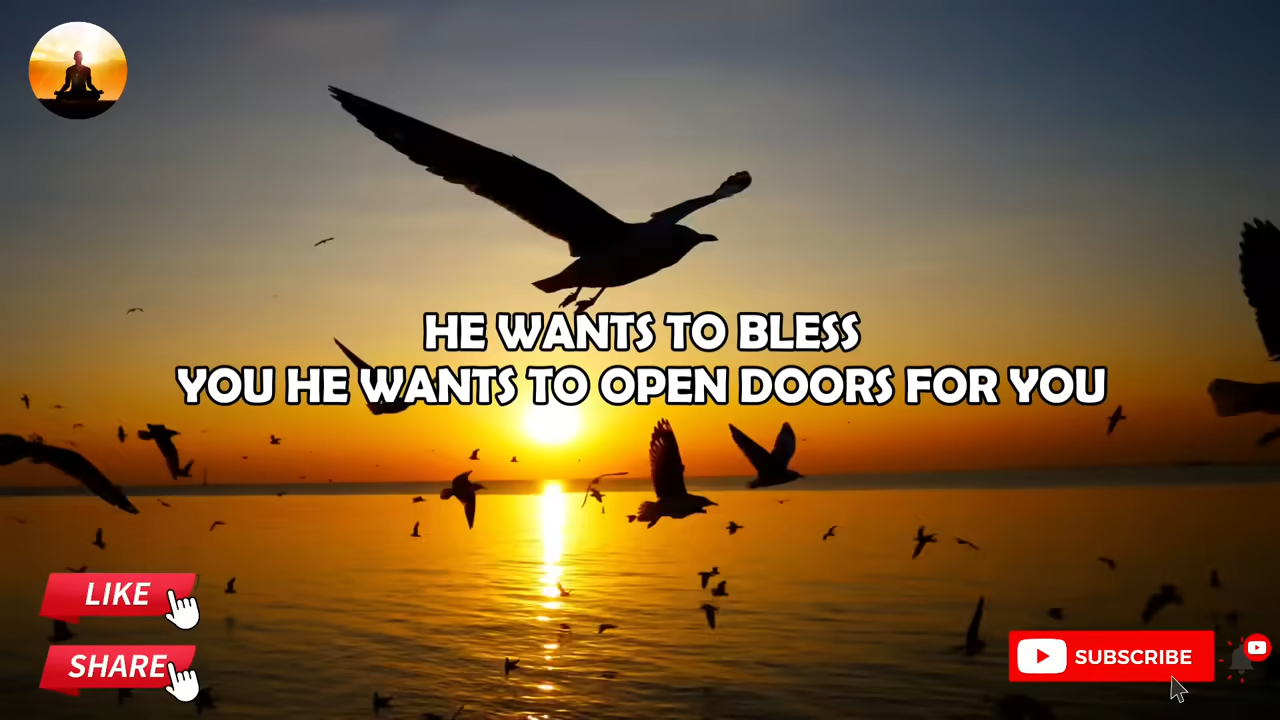 HE WANTS TO BLESS
YOU HE WANTS TO OPEN DOORS FOR YOU
LIKE
SHARE
SUBSCRIBE